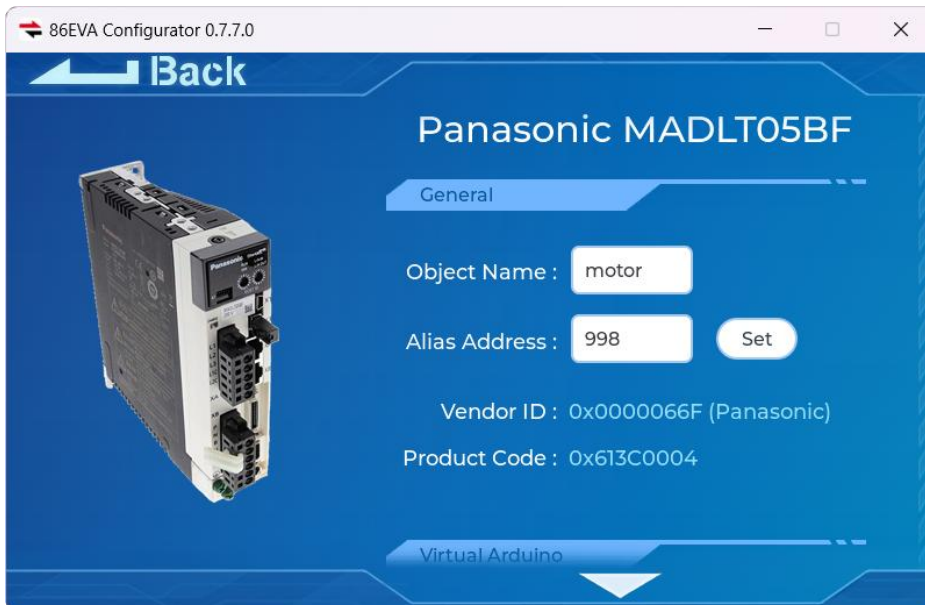 86EVA Configurator 0.7.7.0
Back
Panasonic MADLT05BF
General
Object Name : motor
Alias Address : 998 Set
Vendor ID : 0x0000066F (Panasonic)
Product Code : 0x613C0004
Virtual Arduino
Panasonic